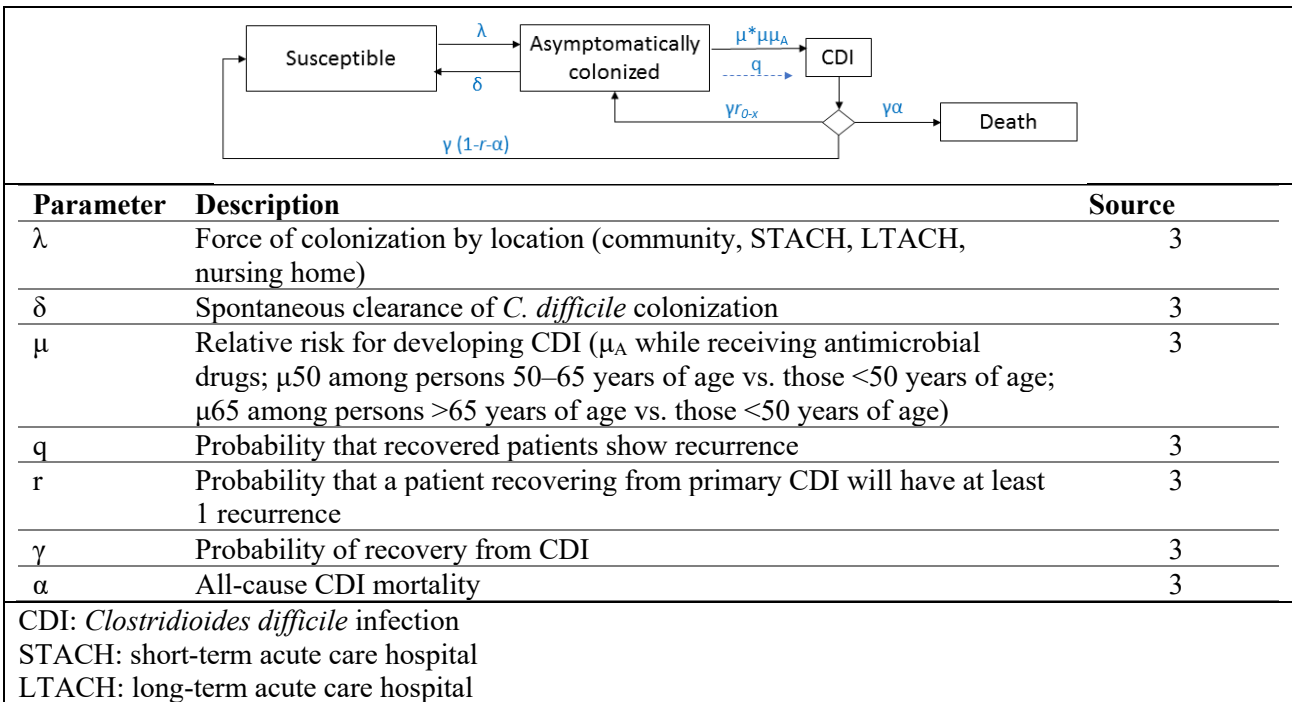 Susceptible
λ
δ
Asymptomatically
colonized
μ*μμA
q
CDI
γr0-x
γα
Death
γ (1-r-α)
Parameter Description Source
λ Force of colonization by location (community, STACH, LTACH, 3
nursing home)
δ Spontaneous clearance of C. difficile colonization 3
μ Relative risk for developing CDI (μA while receiving antimicrobial 3
drugs; μ50 among persons 50–65 years of age vs. those <50 years of age;
μ65 among persons >65 years of age vs. those <50 years of age)
q Probability that recovered patients show recurrence 3
r Probability that a patient recovering from primary CDI will have at least 3
1 recurrence
γ Probability of recovery from CDI 3
α All-cause CDI mortality 3
CDI: Clostridioides difficile infection
STACH: short-term acute care hospital
LTACH: long-term acute care hospital